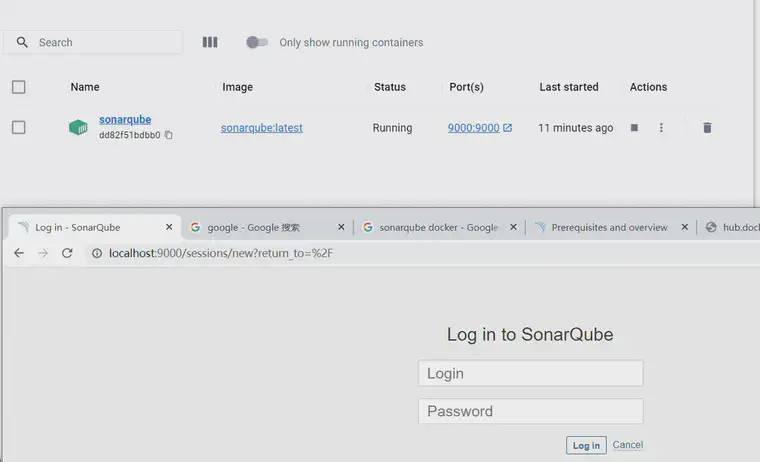 Search
Only show running containers
Name Image Status Port(s) Last started Actions
sonarqube
dd82f51bdbb0
sonarqube:latest Running 9000:9000 11 minutes ago
Log in - SonarQube google - Google 搜索 sonarqube docker - Google Prerequisites and overview hub.doc
localhost:9000/sessions/new?return_to=%2F
Log in to SonarQube
Login
Password
Log in Cancel